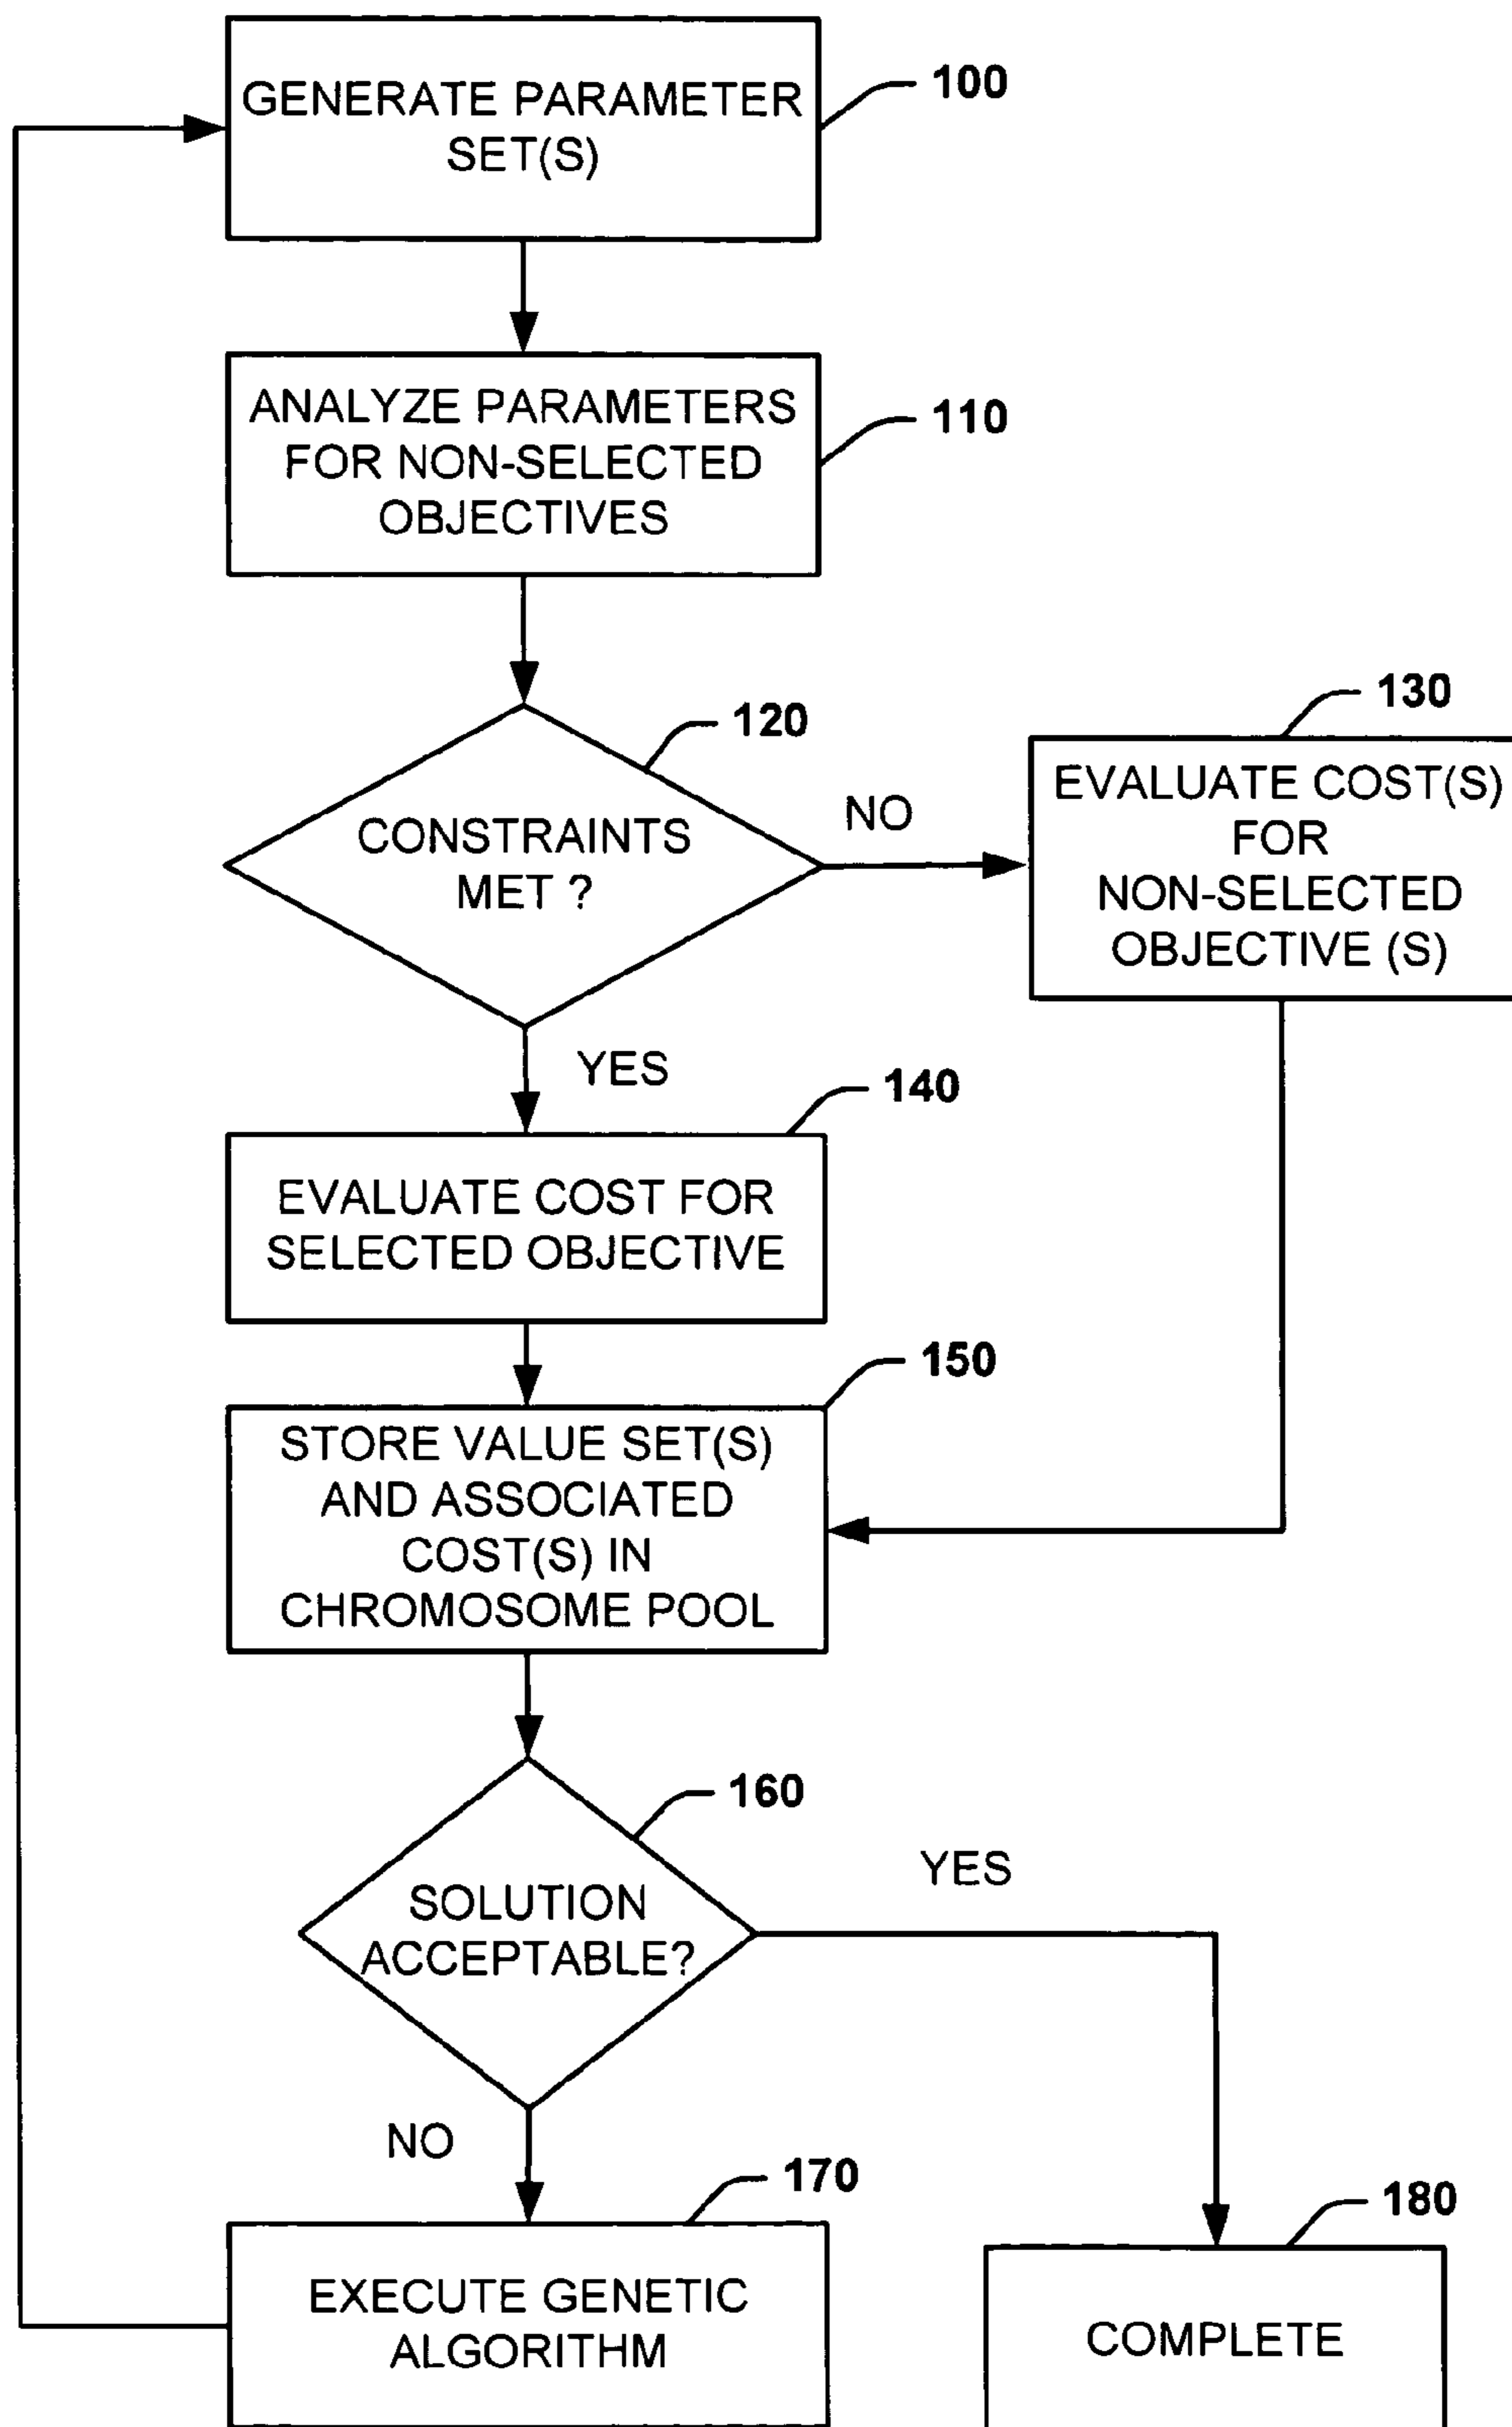 GENERATE PARAMETER
SET(S)
100
ANALYZE PARAMETERS
FOR NON-SELECTED
OBJECTIVES
110
120
CONSTRAINTS
MET ?
NO
130
EVALUATE COST(S)
FOR
NON-SELECTED
OBJECTIVE (S)
YES
140
EVALUATE COST FOR
SELECTED OBJECTIVE
150
STORE VALUE SET(S)
AND ASSOCIATED
COST(S) IN
CHROMOSOME POOL
160
SOLUTION
ACCEPTABLE?
YES
NO
170
EXECUTE GENETIC
ALGORITHM
180
COMPLETE